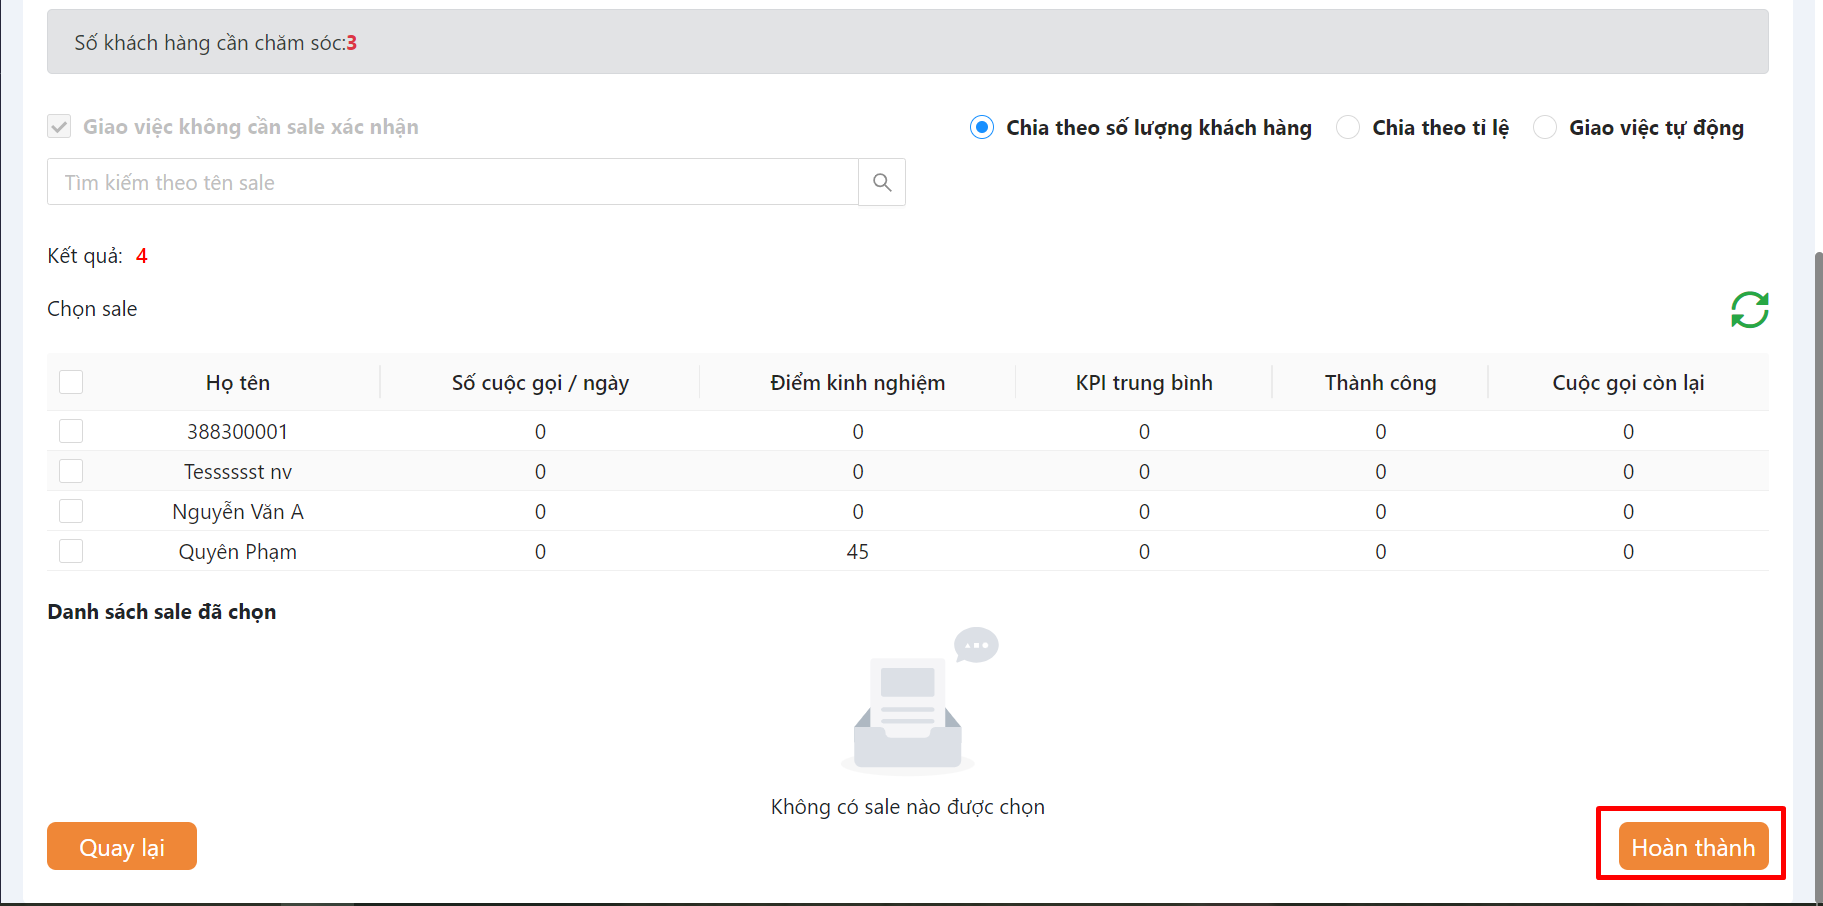 Số khách hàng cần chăm sóc:3
Giao việc không cần sale xác nhận
Chia theo số lượng khách hàng Chia theo tỉ lệ Giao việc tự động
Tìm kiếm theo tên sale
Kết quả: 4
Chọn sale
Họ tên Số cuộc gọi / ngày Điểm kinh nghiệm KPI trung bình Thành công Cuộc gọi còn lại
388300001 0 0 0 0 0
Tesssssst nv 0 0 0 0 0
Nguyễn Văn A 0 0 0 0 0
Quyên Phạm 0 45 0 0 0
Danh sách sale đã chọn
Không có sale nào được chọn
Quay lại Hoàn thành